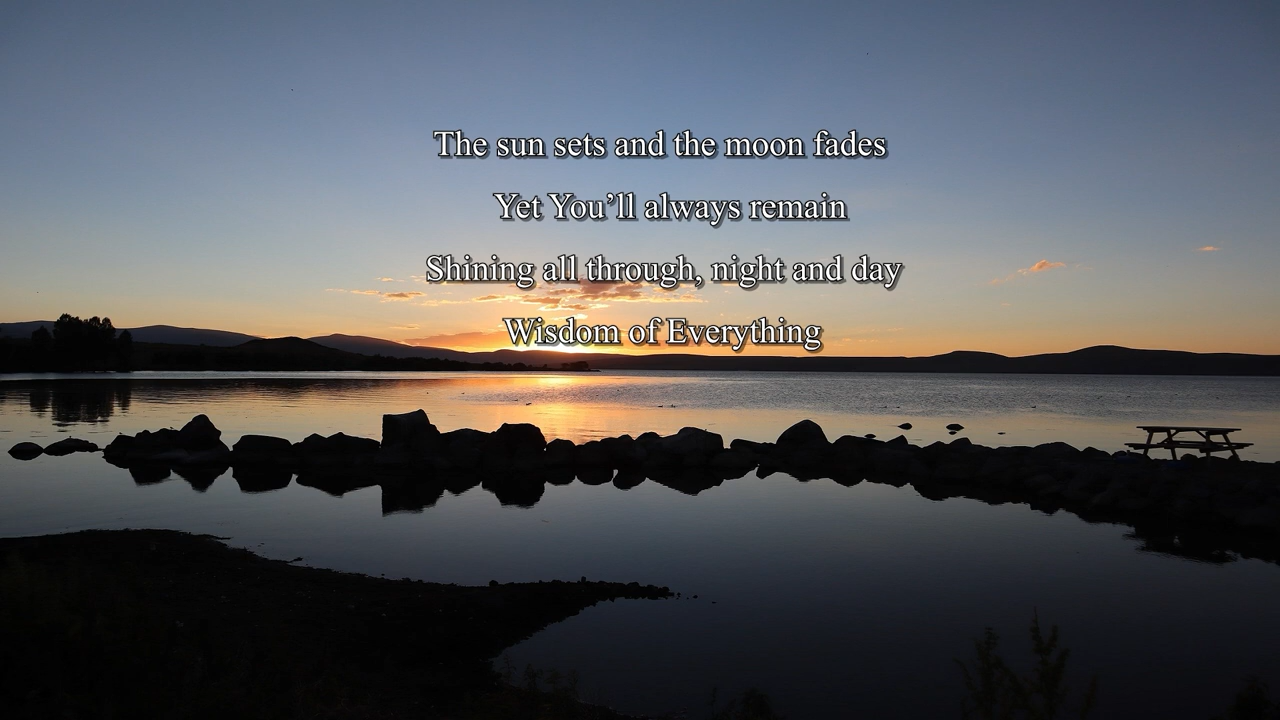 The sun sets and the moon fades
Yet You’ll always remain
Shining all through, night and day
Wisdom of Everything